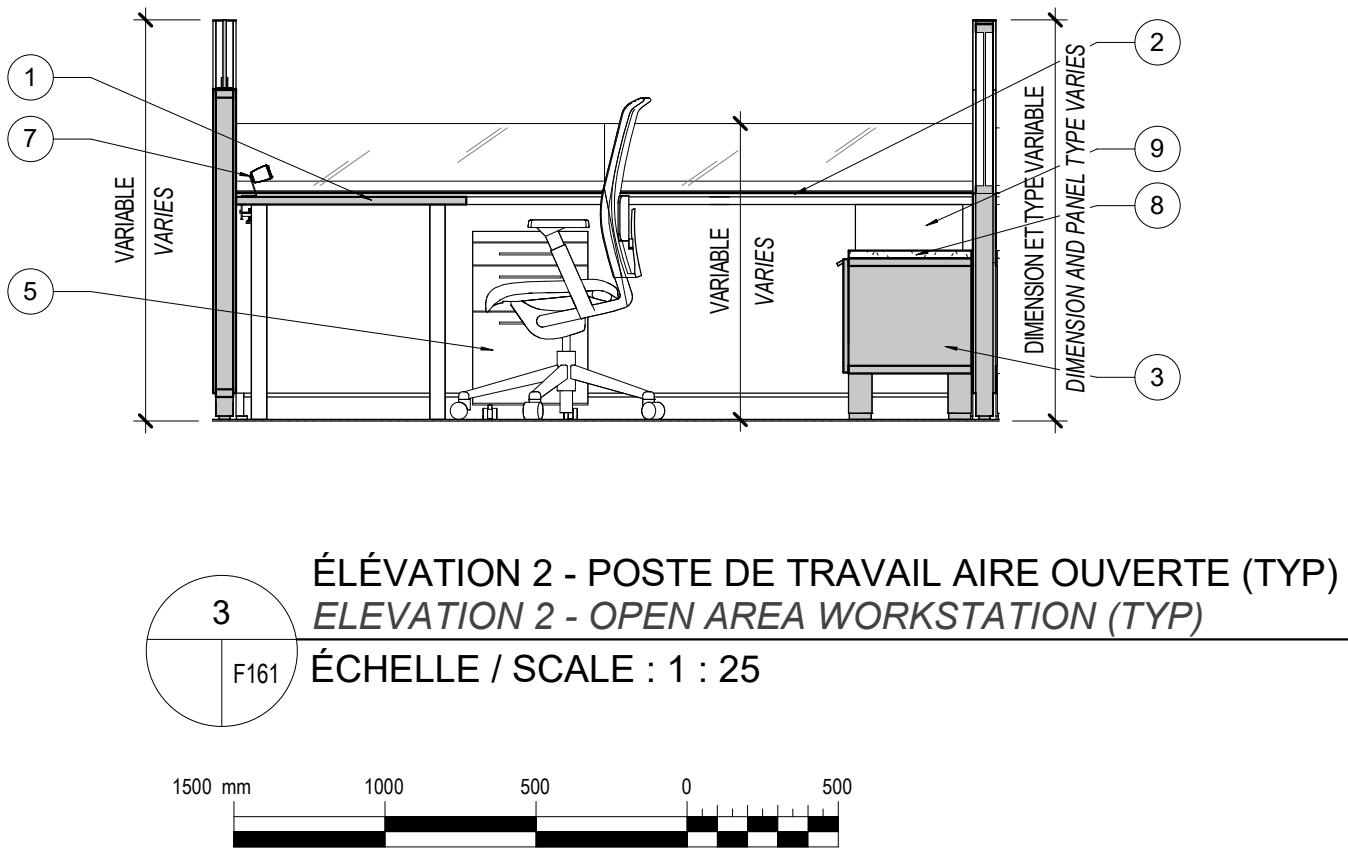 1
7
5
2
9
8
3
VARIABLE
VARIES
VARIABLE
VARIES
DIMENSION ET TYPE VARIABLE
DIMENSION AND PANEL TYPE VARIES
3
F161
ÉLÉVATION 2 - POSTE DE TRAVAIL AIRE OUVERTE (TYP)
ELEVATION 2 - OPEN AREA WORKSTATION (TYP)
ÉCHELLE / SCALE : 1 : 25
1500 mm 1000 500 0 500